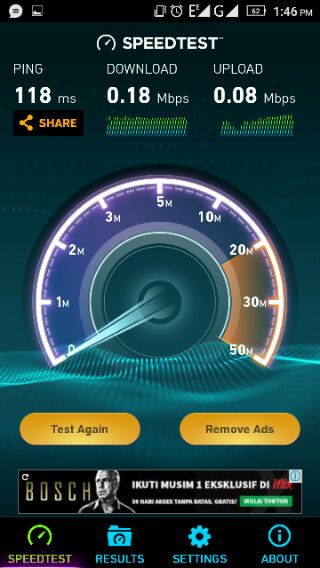 E G 62 1:46 PM
SPEEDTEST
PING DOWNLOAD UPLOAD
118 ms 0.18 Mbps 0.08 Mbps
SHARE
5M
3M 10M
2M 20M
1M 30M
0 50M
Test Again Remove Ads
BOSCH
IKUTI MUSIM 1 EKSKLUSIF DI iflix
30 HARI AKSES TANPA BATAS. GRATIS! MULAI TONTON
SPEEDTEST RESULTS SETTINGS ABOUT